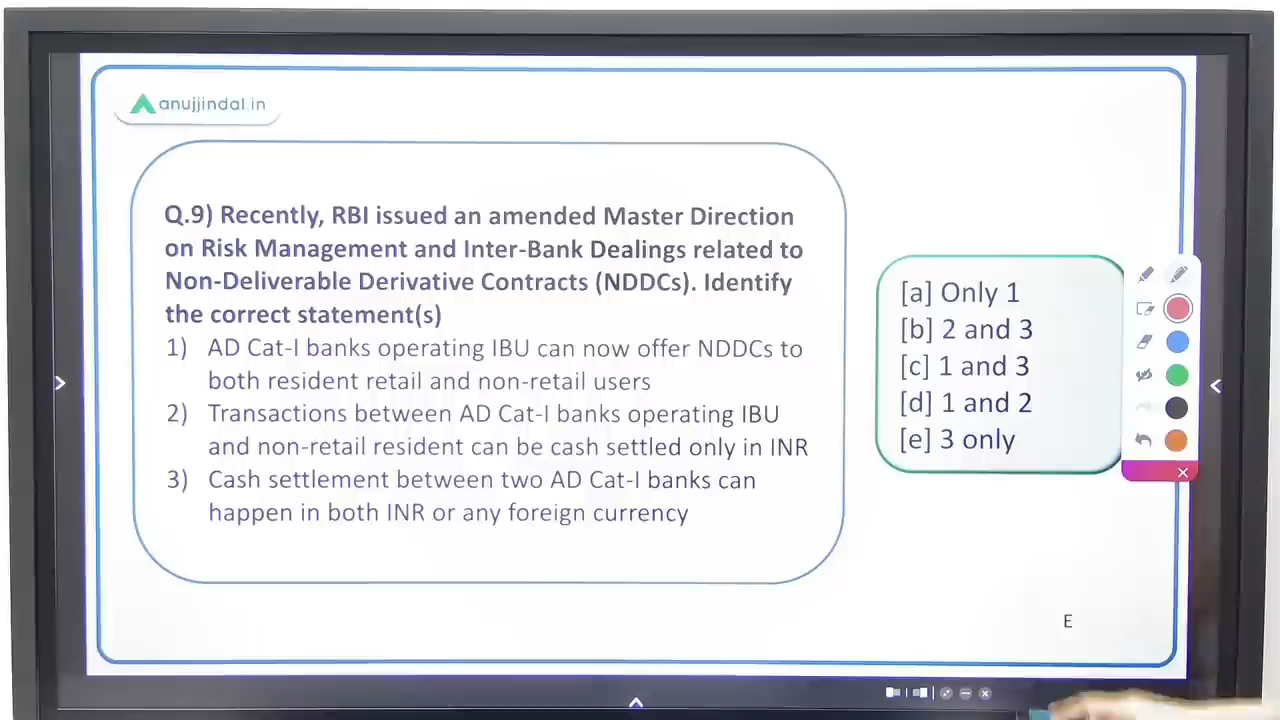 anujjindal.in
Q.9) Recently, RBI issued an amended Master Direction
on Risk Management and Inter-Bank Dealings related to
Non-Deliverable Derivative Contracts (NDDCs). Identify
the correct statement(s)
1) AD Cat-I banks operating IBU can now offer NDDCs to
both resident retail and non-retail users
2) Transactions between AD Cat-I banks operating IBU
and non-retail resident can be cash settled only in INR
3) Cash settlement between two AD Cat-I banks can
happen in both INR or any foreign currency
[a] Only 1
[b] 2 and 3
[c] 1 and 3
[d] 1 and 2
[e] 3 only
E